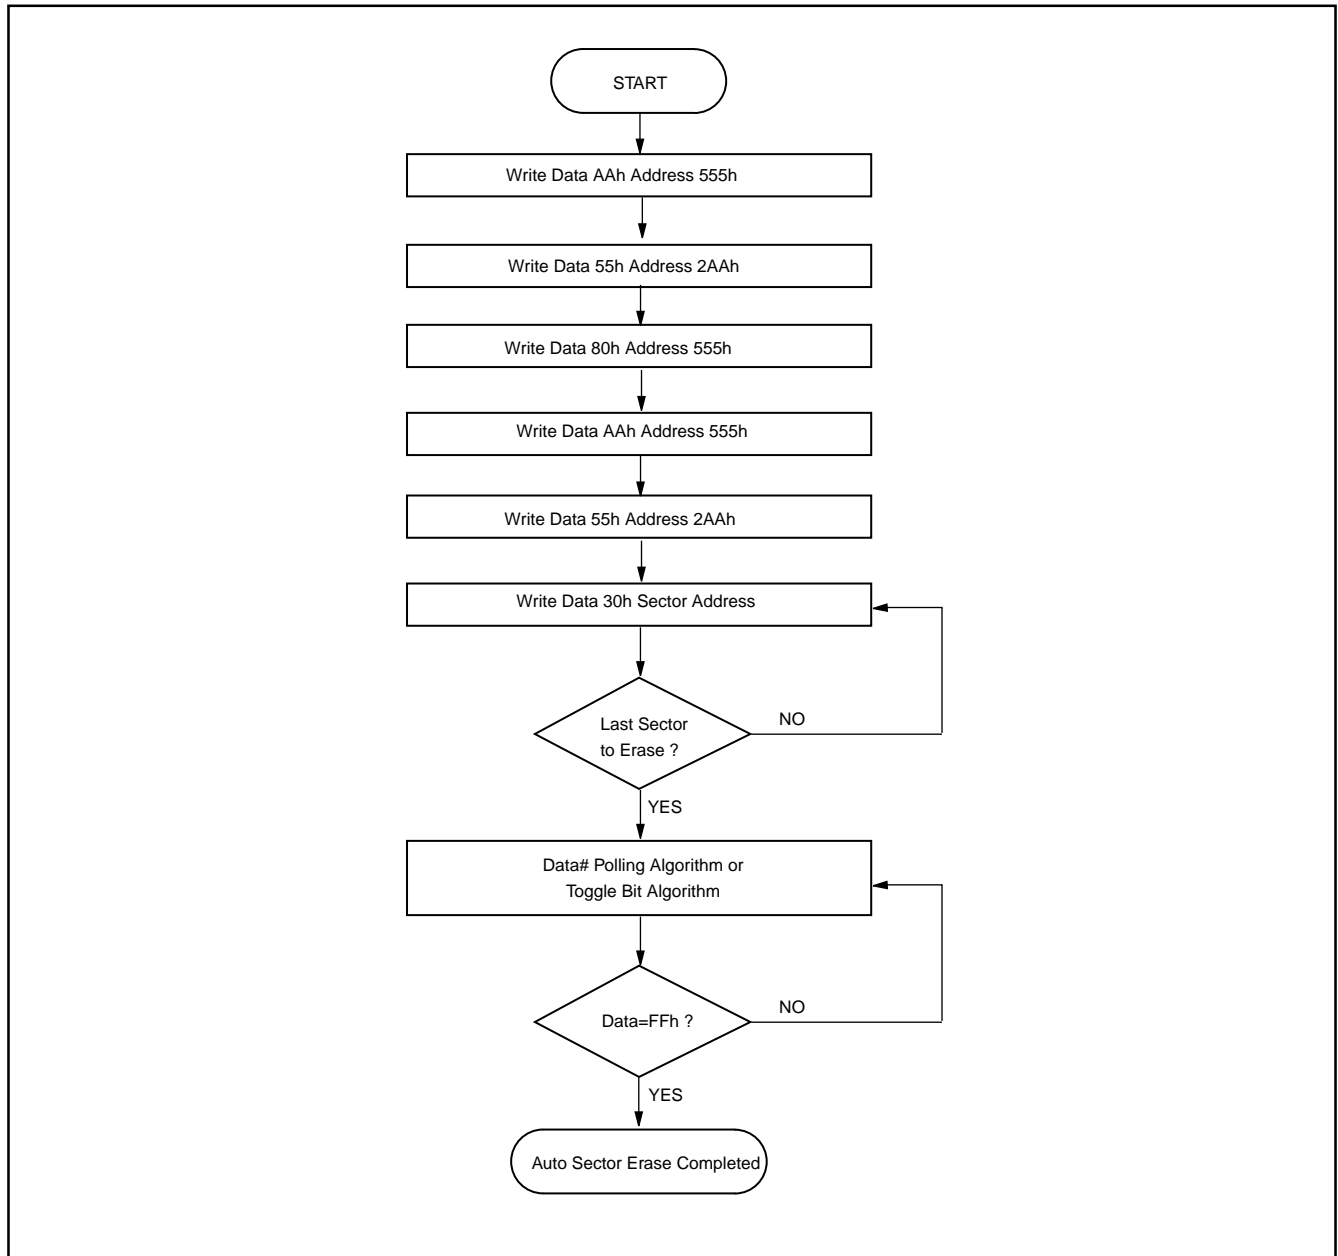 START
Write Data AAh Address 555h
Write Data 55h Address 2AAh
Write Data 80h Address 555h
Write Data AAh Address 555h
Write Data 55h Address 2AAh
Write Data 30h Sector Address
Last Sector
to Erase ?
NO
YES
Data# Polling Algorithm or
Toggle Bit Algorithm
Data=FFh ?
NO
YES
Auto Sector Erase Completed